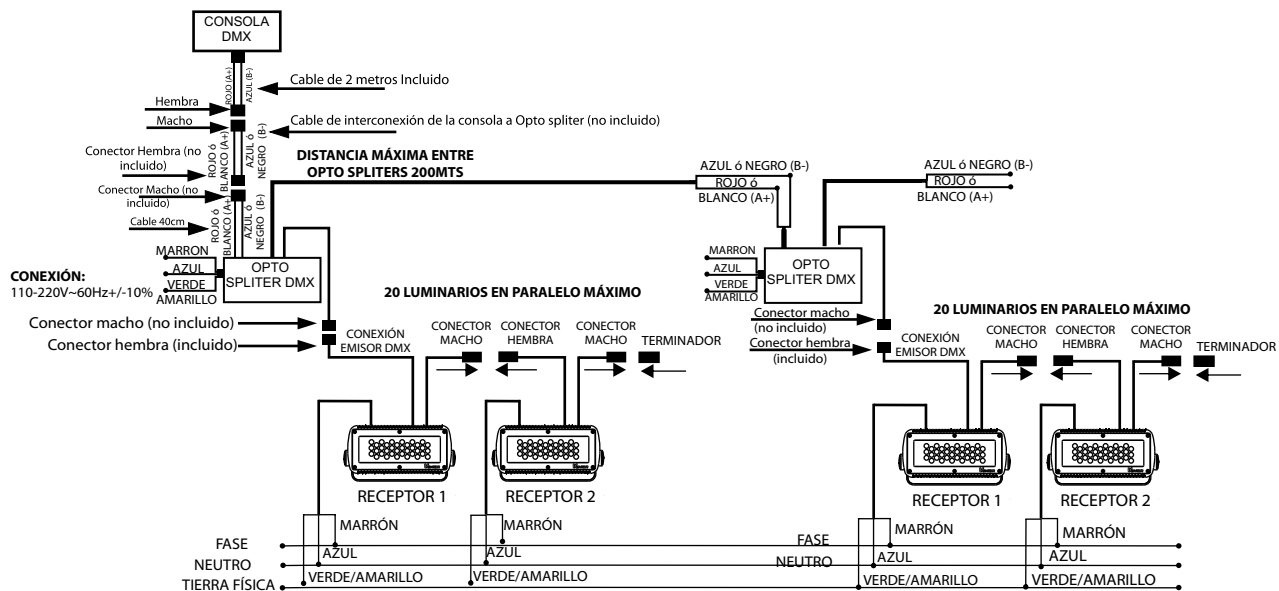 CONSOLA
DMX
ROJO (A+)
AZUL (B-)
Cable de 2 metros Incluido
Hembra
Macho
Cable de interconexión de la consola a Opto spliter (no incluido)
ROJO ó
BLANCO (A+)
AZUL ó
NEGRO (B-)
Conector Hembra (no
incluido)
Conector Macho (no
incluido)
Cable 40cm
ROJO ó
BLANCO (A+)
AZUL ó
NEGRO (B-)
DISTANCIA MÁXIMA ENTRE
OPTO SPLITERS 200MTS
AZUL ó NEGRO (B-)
ROJO ó
BLANCO (A+)
AZUL ó NEGRO (B-)
ROJO ó
BLANCO (A+)
MARRON
AZUL
VERDE
AMARILLO
CONEXIÓN:
110-220V~60Hz+/-10%
OPTO
SPLITER DMX
MARRON
AZUL
VERDE
AMARILLO
OPTO
SPLITER DMX
20 LUMINARIOS EN PARALELO MÁXIMO
Conector macho (no incluido)
Conector hembra (incluido)
CONEXIÓN
EMISOR DMX
CONECTOR
MACHO
CONECTOR
HEMBRA
CONECTOR
MACHO
TERMINADOR
20 LUMINARIOS EN PARALELO MÁXIMO
Conector macho
(no incluido)
Conector hembra
(incluido)
CONEXIÓN
EMISOR DMX
CONECTOR
MACHO
CONECTOR
HEMBRA
CONECTOR
MACHO
TERMINADOR
RECEPTOR 1
RECEPTOR 2
RECEPTOR 1
RECEPTOR 2
FASE
MARRÓN
MARRÓN
FASE
MARRÓN
MARRÓN
NEUTRO
AZUL
AZUL
NEUTRO
AZUL
AZUL
TIERRA FÍSICA
VERDE/AMARILLO
VERDE/AMARILLO
VERDE/AMARILLO
VERDE/AMARILLO